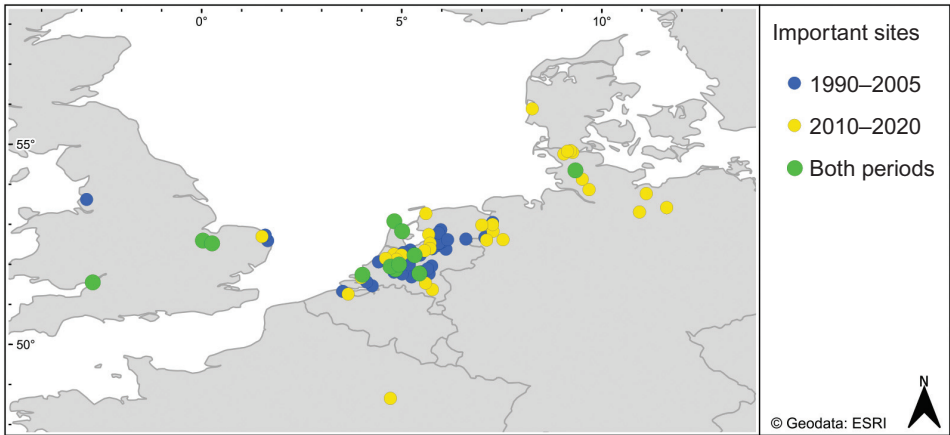 0° 5° 10°
55°
50°
Important sites
1990–2005
2010–2020
Both periods
N
© Geodata: ESRI